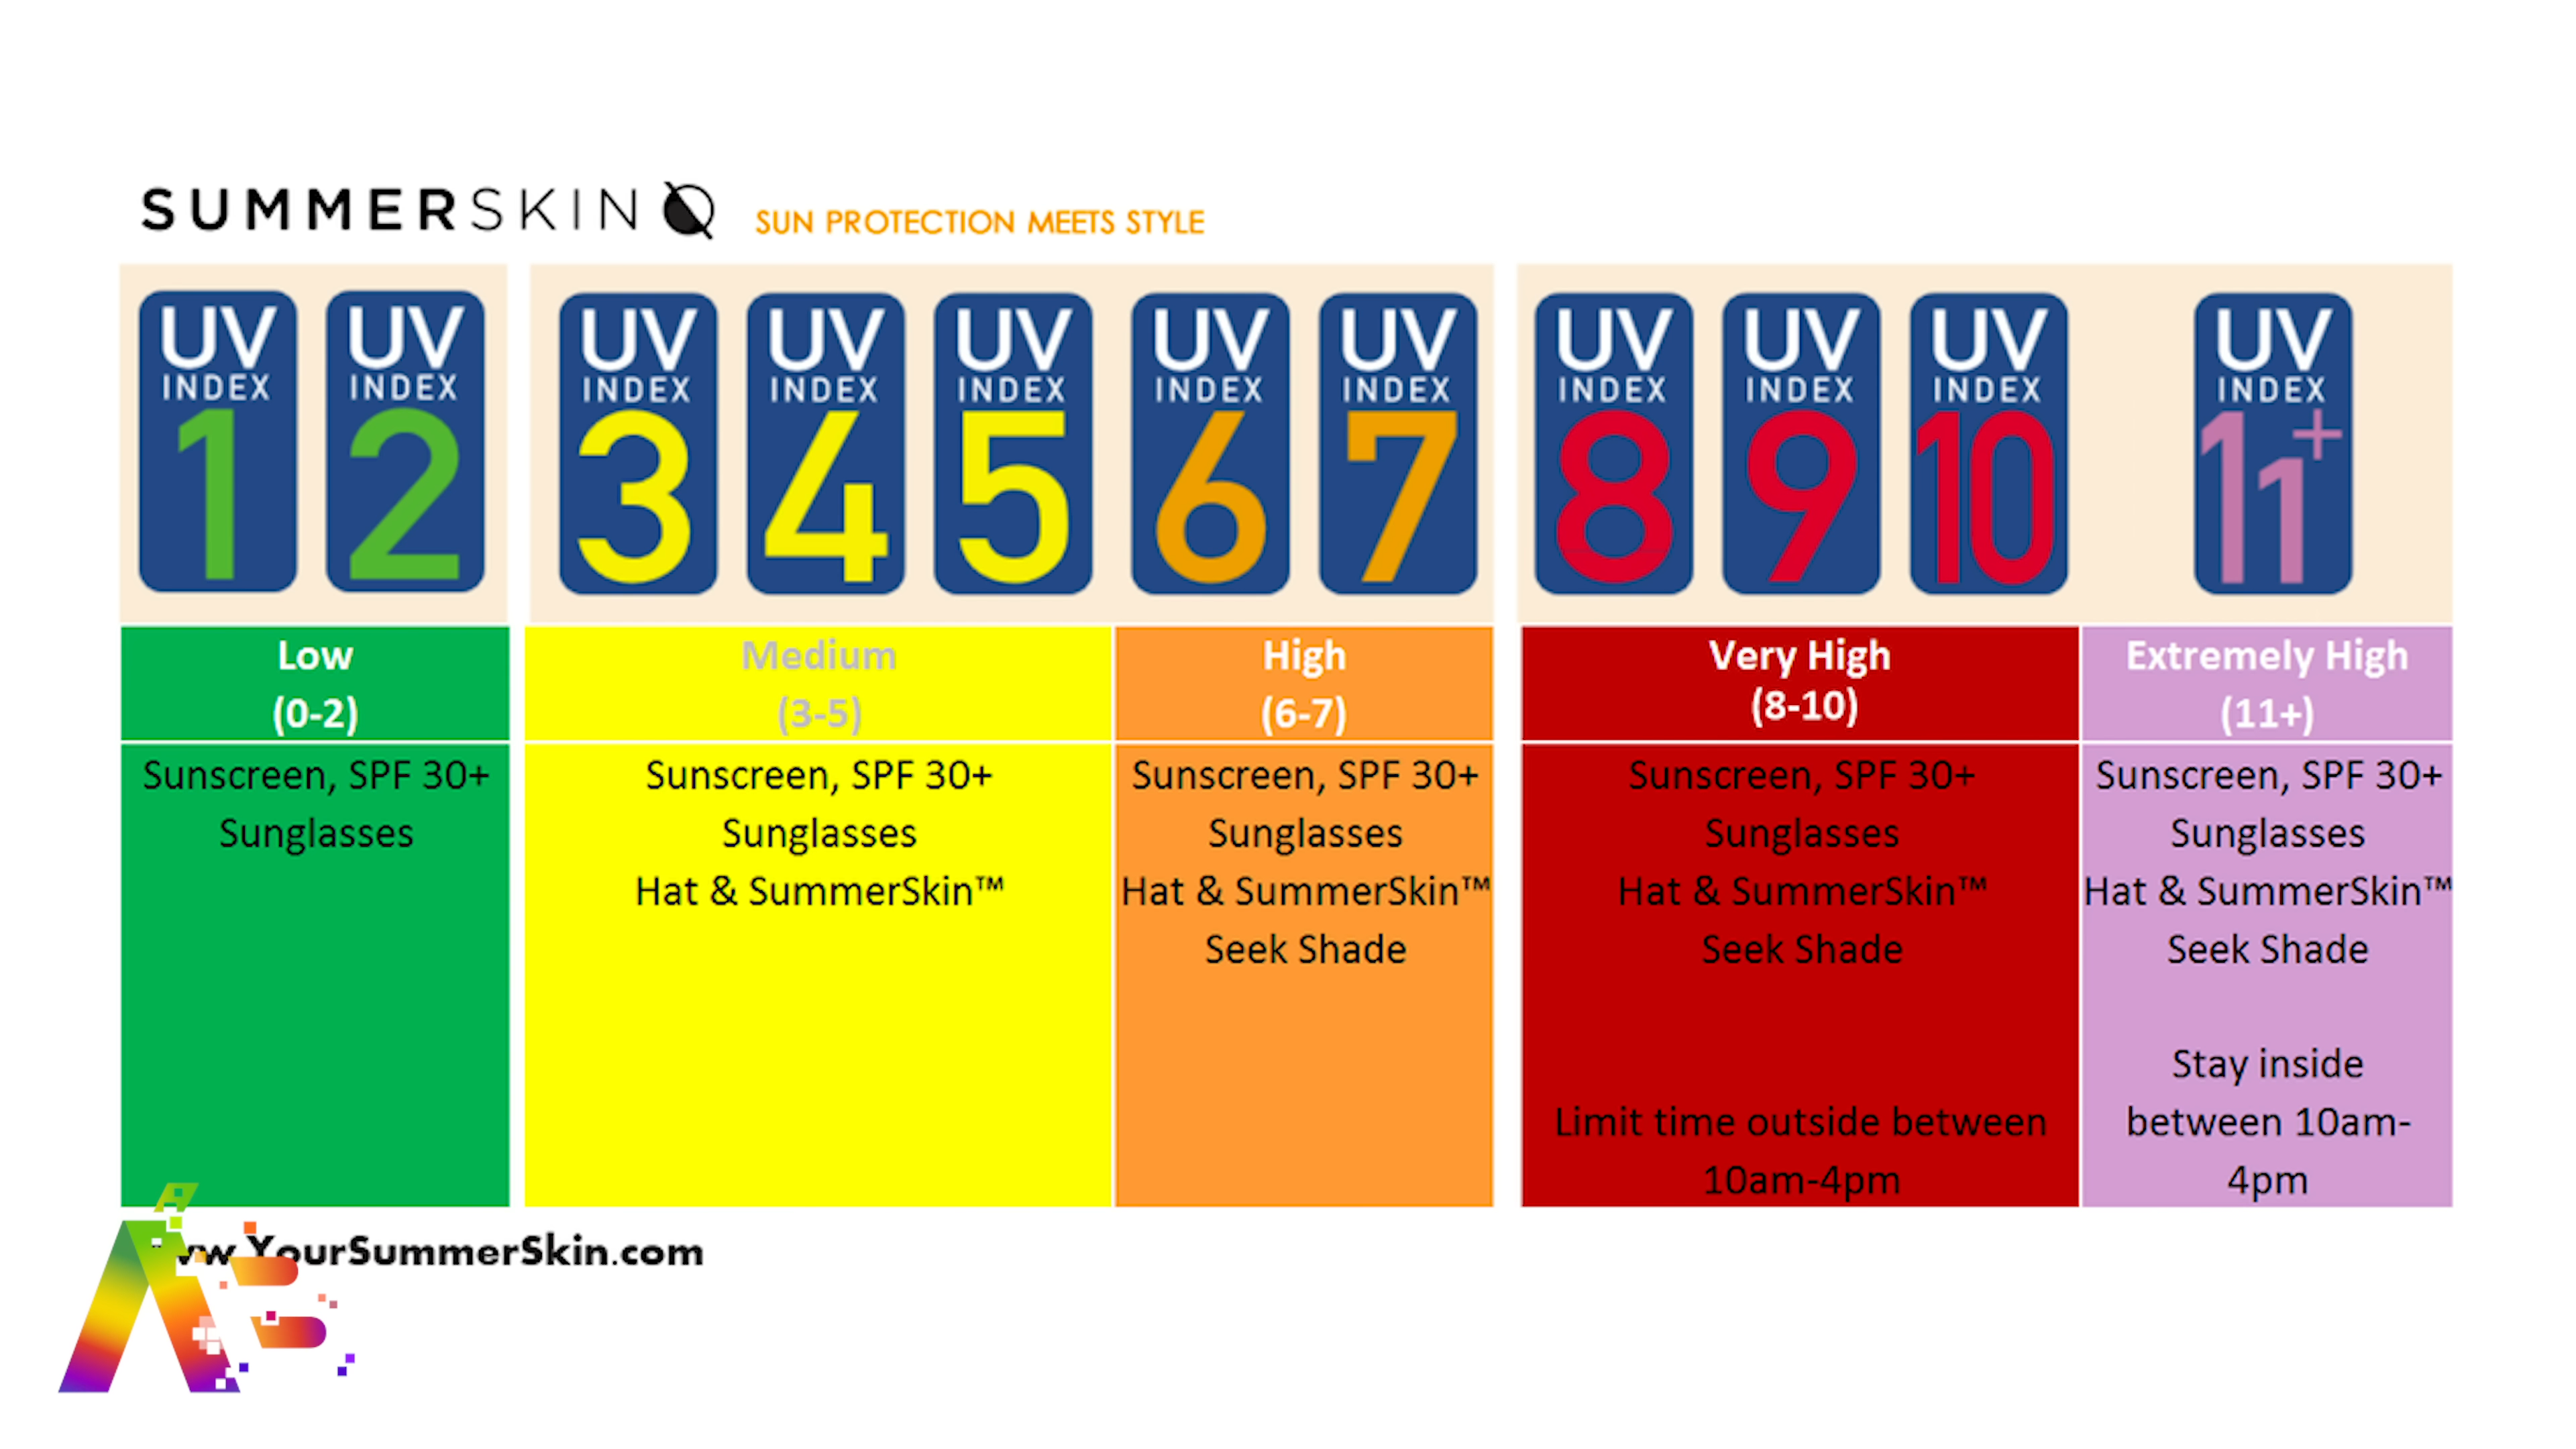 SUMMERSKIN
SUN PROTECTION MEETS STYLE
UV INDEX 1
UV INDEX 2
UV INDEX 3
UV INDEX 4
UV INDEX 5
UV INDEX 6
UV INDEX 7
UV INDEX 8
UV INDEX 9
UV INDEX 10
UV INDEX 11+
Low
(0-2)
Sunscreen, SPF 30+
Sunglasses
Medium
(3-5)
Sunscreen, SPF 30+
Sunglasses
Hat & SummerSkin™
High
(6-7)
Sunscreen, SPF 30+
Sunglasses
Hat & SummerSkin™
Seek Shade
Very High
(8-10)
Sunscreen, SPF 30+
Sunglasses
Hat & SummerSkin™
Seek Shade
Limit time outside between
10am-4pm
Extremely High
(11+)
Sunscreen, SPF 30+
Sunglasses
Hat & SummerSkin™
Seek Shade
Stay inside
between 10am-
4pm
YourSummerSkin.com